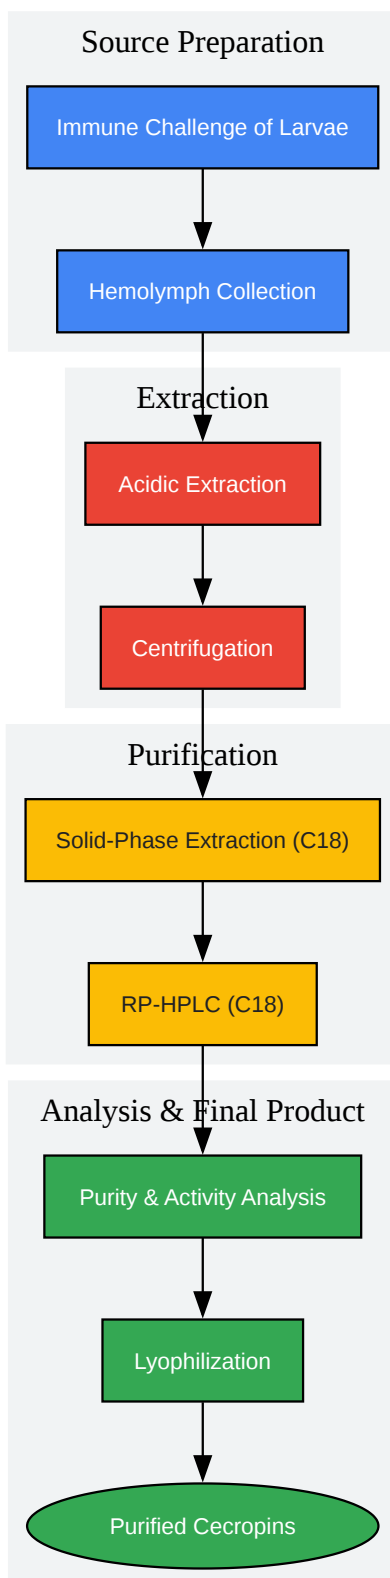 Source Preparation
Immune Challenge of Larvae
Hemolymph Collection
Extraction
Acidic Extraction
Centrifugation
Purification
Solid-Phase Extraction (C18)
RP-HPLC (C18)
Analysis & Final Product
Purity & Activity Analysis
Lyophilization
Purified Cecropins